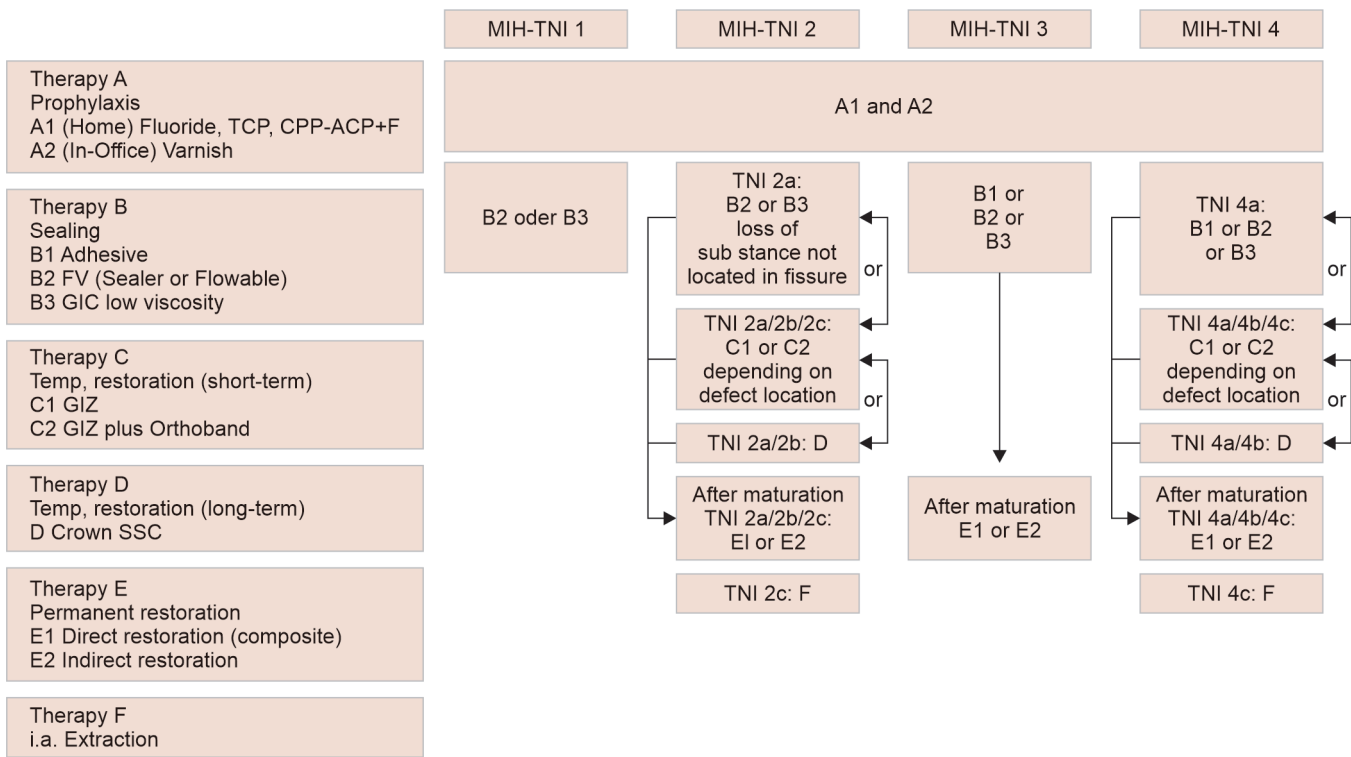 MIH-TNI 1
MIH-TNI 2
MIH-TNI 3
MIH-TNI 4
Therapy A
Prophylaxis
A1 (Home) Fluoride, TCP, CPP-ACP+F
A2 (In-Office) Varnish
A1 and A2
Therapy B
Sealing
B1 Adhesive
B2 FV (Sealer or Flowable)
B3 GIC low viscosity
B2 oder B3
TNI 2a:
B2 or B3
loss of
sub stance not
located in fissure
or
B1 or
B2 or
B3
TNI 4a:
B1 or B2
or B3
or
Therapy C
Temp, restoration (short-term)
C1 GIZ
C2 GIZ plus Orthoband
TNI 2a/2b/2c:
C1 or C2
depending on
defect location
or
TNI 4a/4b/4c:
C1 or C2
depending on
defect location
or
TNI 2a/2b: D
TNI 4a/4b: D
Therapy D
Temp, restoration (long-term)
D Crown SSC
After maturation
TNI 2a/2b/2c:
EI or E2
After maturation
E1 or E2
After maturation
TNI 4a/4b/4c:
E1 or E2
Therapy E
Permanent restoration
E1 Direct restoration (composite)
E2 Indirect restoration
TNI 2c: F
TNI 4c: F
Therapy F
i.a. Extraction